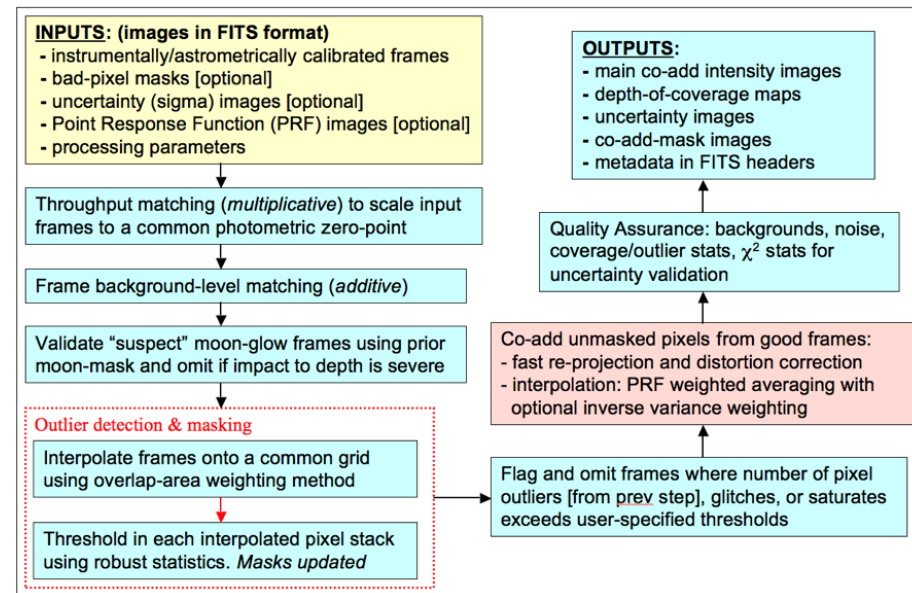 INPUTS: (images in FITS format)
- instrumentally/astrometrically calibrated frames
- bad-pixel masks [optional]
- uncertainty (sigma) images [optional]
- Point Response Function (PRF) images [optional]
- processing parameters
Throughput matching (multiplicative) to scale input
frames to a common photometric zero-point
Frame background-level matching (additive)
Validate “suspect” moon-glow frames using prior
moon-mask and omit if impact to depth is severe
Outlier detection & masking
Interpolate frames onto a common grid
using overlap-area weighting method
Threshold in each interpolated pixel stack
using robust statistics. Masks updated
Flag and omit frames where number of pixel
outliers [from prev step], glitches, or saturates
exceeds user-specified thresholds
Co-add unmasked pixels from good frames:
- fast re-projection and distortion correction
- interpolation: PRF weighted averaging with
optional inverse variance weighting
Quality Assurance: backgrounds, noise,
coverage/outlier stats, χ² stats for
uncertainty validation
OUTPUTS:
- main co-add intensity images
- depth-of-coverage maps
- uncertainty images
- co-add-mask images
- metadata in FITS headers